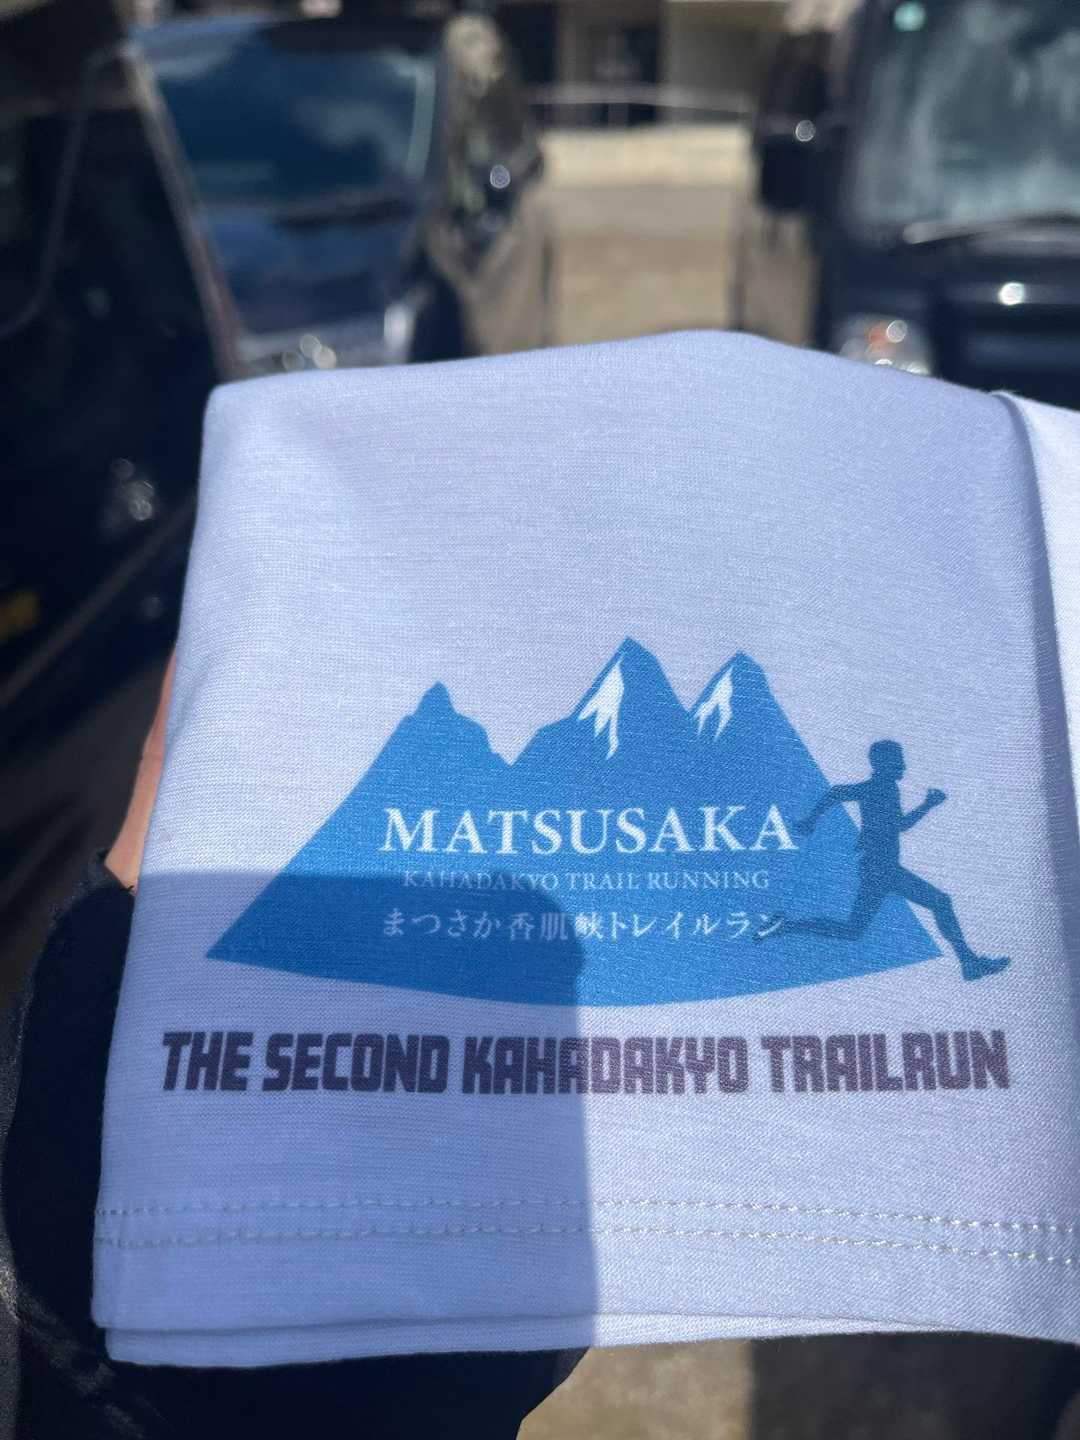 MATSUSAKA
KAHADAKYO TRAIL RUNNING
まつさか香肌峡トレイルラン
THE SECOND KAHADAKYO TRAILRUN